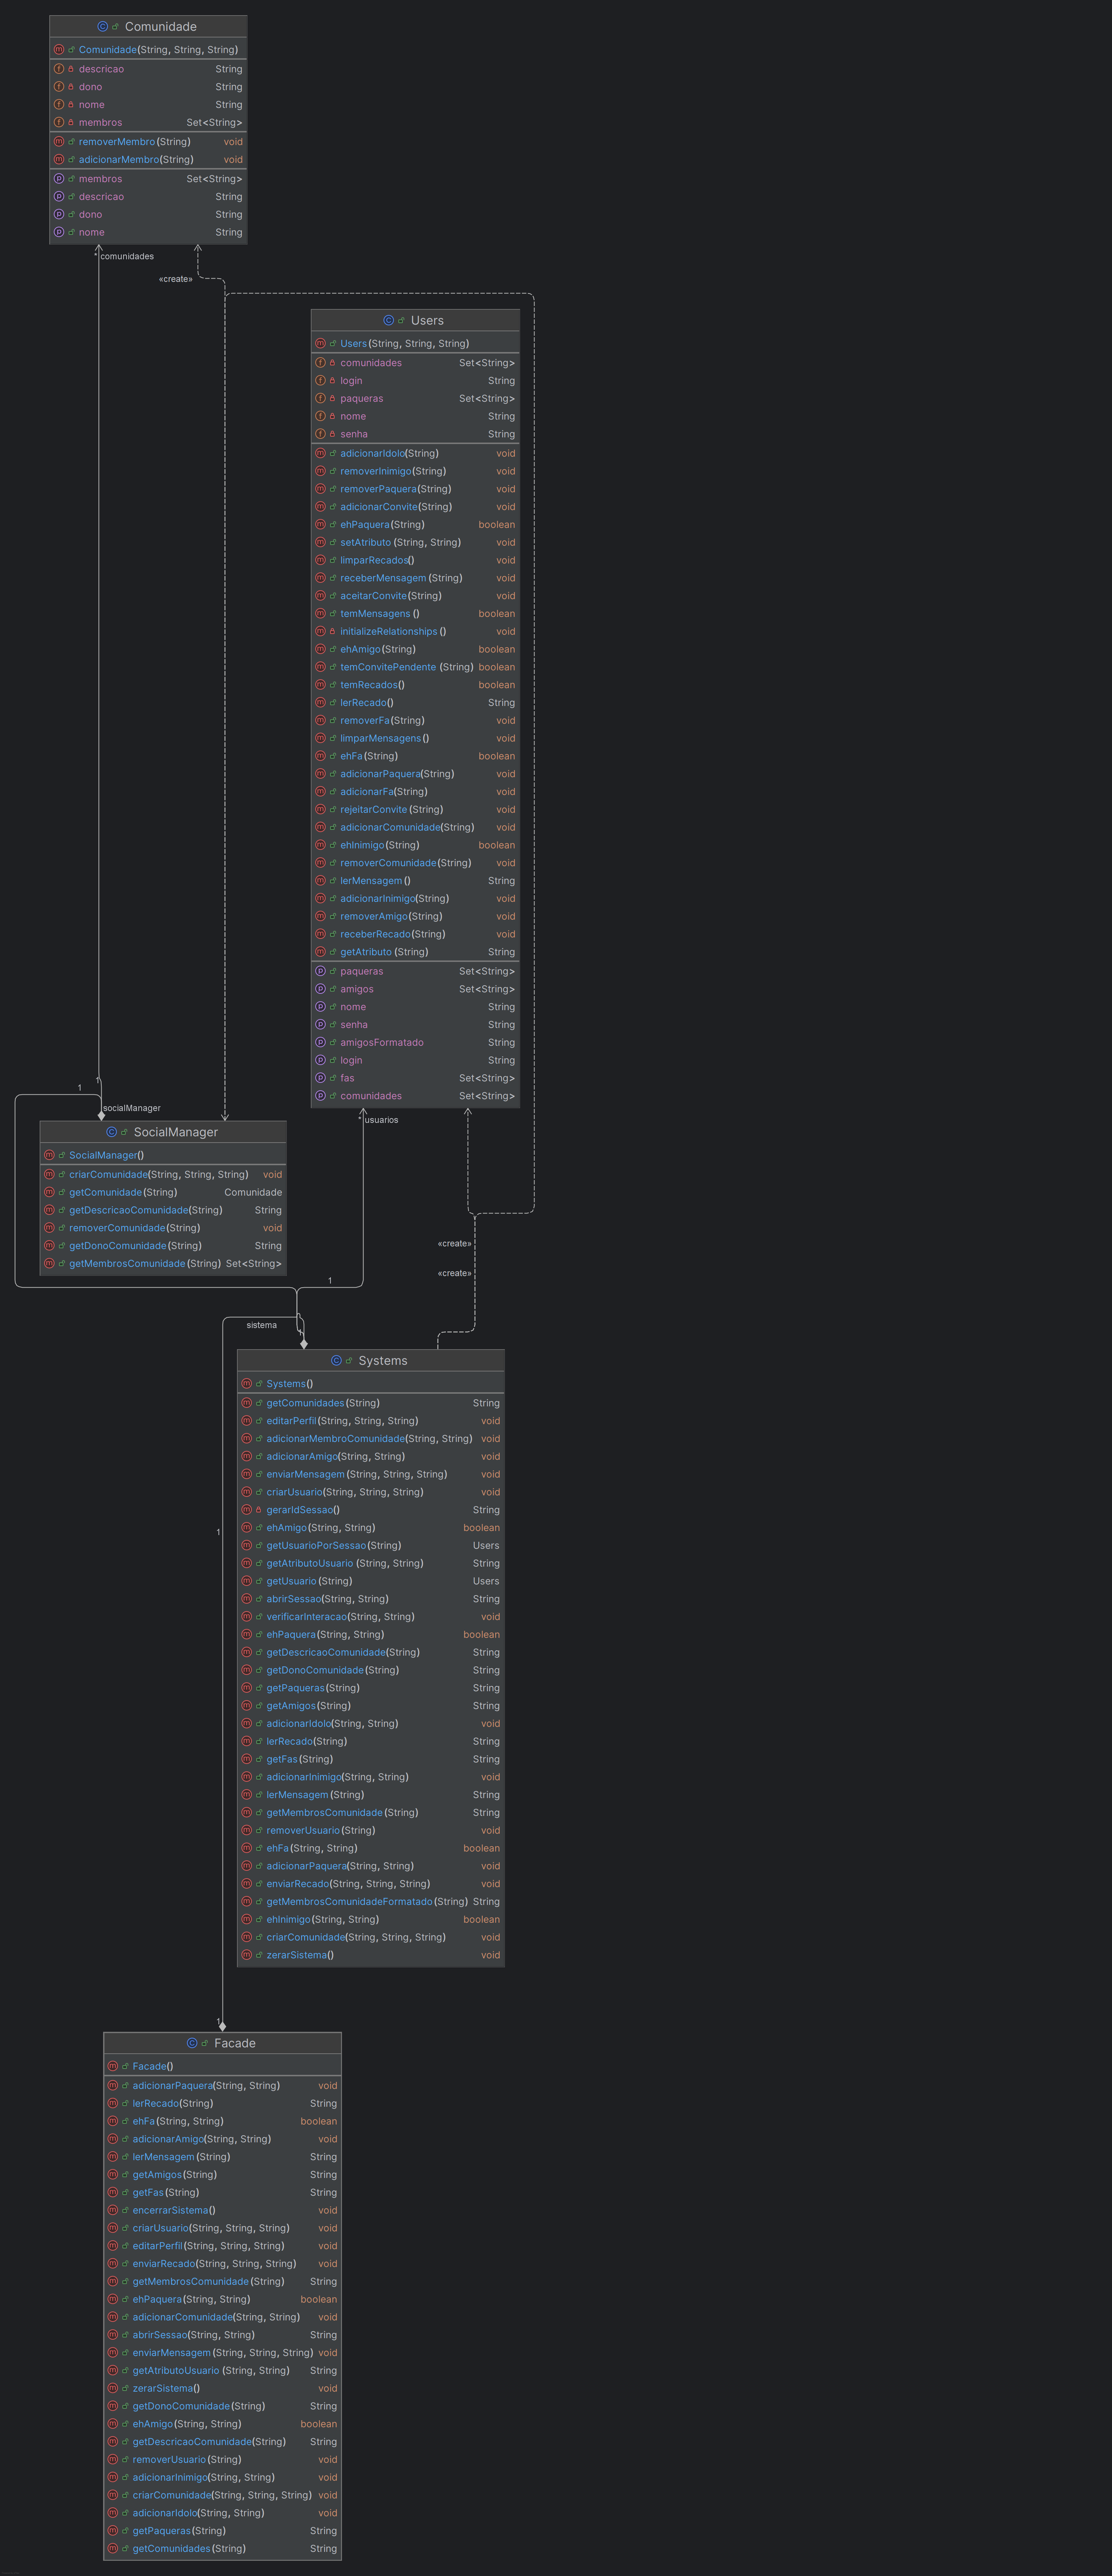 Comunidade
Comunidade(String, String, String)
descricao String
dono String
nome String
membros Set<String>
removerMembro(String) void
adicionarMembro(String) void
membros Set<String>
descricao String
dono String
nome String
* comunidades
«create»
Users
Users(String, String, String)
comunidades Set<String>
login String
paqueras Set<String>
nome String
senha String
adicionarIdolo(String) void
removerInimigo(String) void
removerPaquera(String) void
adicionarConvite(String) void
ehPaquera(String) boolean
setAtributo (String, String) void
limparRecados() void
receberMensagem (String) void
aceitarConvite(String) void
temMensagens () boolean
initializeRelationships () void
ehAmigo(String) boolean
temConvitePendente (String) boolean
temRecados() boolean
lerRecado() String
removerFa(String) void
limparMensagens () void
ehFa(String) boolean
adicionarPaquera(String) void
adicionarFa(String) void
rejeitarConvite (String) void
adicionarComunidade(String) void
ehInimigo(String) boolean
removerComunidade(String) void
lerMensagem () String
adicionarInimigo(String) void
removerAmigo(String) void
receberRecado(String) void
getAtributo (String) String
paqueras Set<String>
amigos Set<String>
nome String
senha String
amigosFormatado String
login String
fas Set<String>
comunidades Set<String>
1
1
socialManager
* usuarios
SocialManager
SocialManager()
criarComunidade(String, String, String) void
getComunidade (String) Comunidade
getDescricaoComunidade(String) String
removerComunidade(String) void
getDonoComunidade(String) String
getMembrosComunidade (String) Set<String>
«create»
«create»
1
sistema
1
Systems
Systems()
getComunidades (String) String
editarPerfil(String, String, String) void
adicionarMembroComunidade(String, String) void
adicionarAmigo(String, String) void
enviarMensagem (String, String, String) void
criarUsuario(String, String, String) void
gerarIdSessao() String
ehAmigo(String, String) boolean
getUsuarioPorSessao(String) Users
getAtributoUsuario (String, String) String
getUsuario (String) Users
abrirSessao(String, String) String
verificarInteracao(String, String) void
ehPaquera(String, String) boolean
getDescricaoComunidade(String) String
getDonoComunidade(String) String
getPaqueras(String) String
getAmigos(String) String
adicionarIdolo(String, String) void
lerRecado(String) String
getFas(String) String
adicionarInimigo(String, String) void
lerMensagem (String) String
getMembrosComunidade (String) String
removerUsuario(String) void
ehFa(String, String) boolean
adicionarPaquera(String, String) void
enviarRecado(String, String, String) void
getMembrosComunidadeFormatado (String) String
ehInimigo(String, String) boolean
criarComunidade(String, String, String) void
zerarSistema() void
1
1
Facade
Facade()
adicionarPaquera(String, String) void
lerRecado(String) String
ehFa(String, String) boolean
adicionarAmigo(String, String) void
lerMensagem (String) String
getAmigos(String) String
getFas(String) String
encerrarSistema() void
criarUsuario(String, String, String) void
editarPerfil(String, String, String) void
enviarRecado(String, String, String) void
getMembrosComunidade (String) String
ehPaquera(String, String) boolean
adicionarComunidade(String, String) void
abrirSessao(String, String) String
enviarMensagem (String, String, String) void
getAtributoUsuario (String, String) String
zerarSistema() void
getDonoComunidade(String) String
ehAmigo(String, String) boolean
getDescricaoComunidade(String) String
removerUsuario(String) void
adicionarInimigo(String, String) void
criarComunidade(String, String, String) void
adicionarIdolo(String, String) void
getPaqueras(String) String
getComunidades (String) String